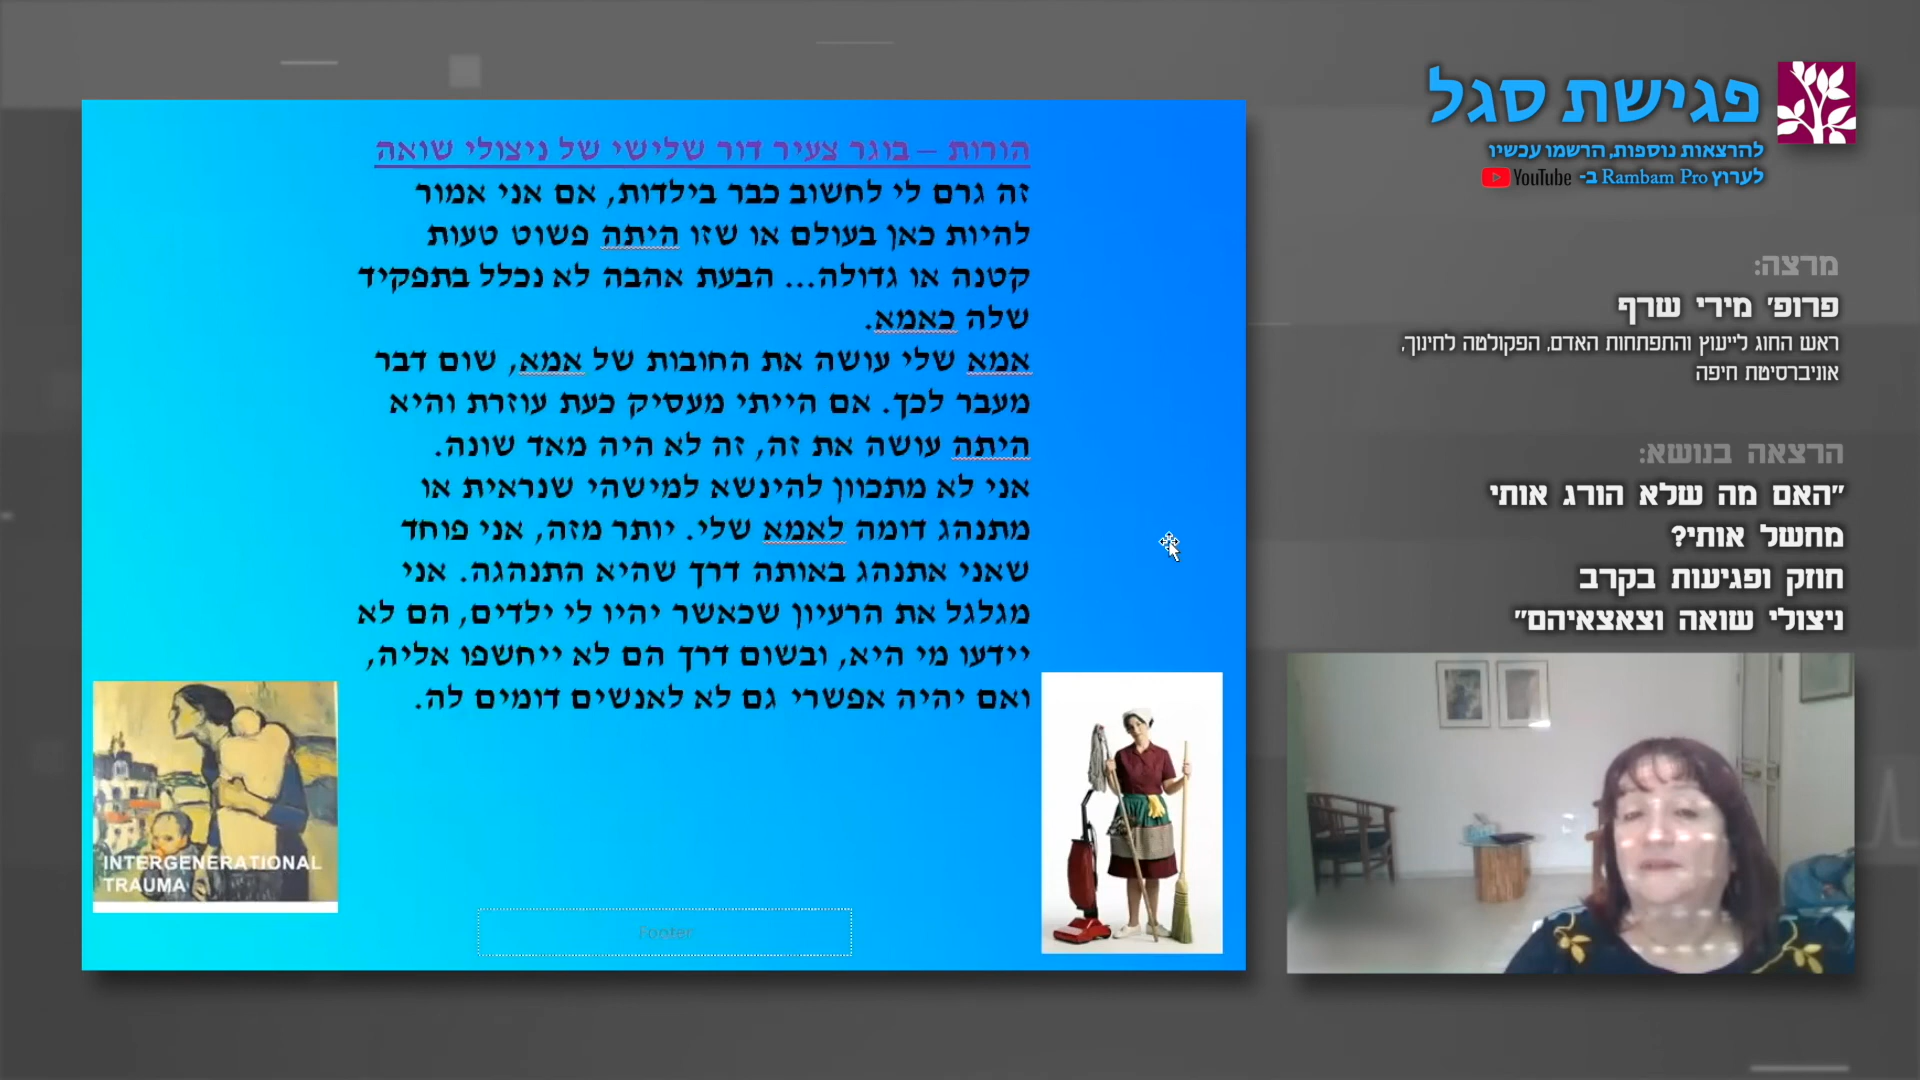 פגישת סגל
להרצאות נוספות, הרשמו עכשיו
לערוץ Rambam Pro ב- YouTube
מרצה:
פרופ' מירי שרף
ראש החוג לייעוץ והתפתחות האדם, הפקולטה לחינוך,
אוניברסיטת חיפה
הרצאה בנושא:
"האם מה שלא הורג אותי
מחשל אותי?
חוזק ופגיעות בקרב
ניצולי שואה וצאצאיהם"
הורות – בוגר צעיר דור שלישי של ניצולי שואה
זה גרם לי לחשוב כבר בילדות, אם אני אמור
להיות כאן בעולם או שזו היתה פשוט טעות
קטנה או גדולה... הבעת אהבה לא נכלל בתפקיד
שלה כאמא.
אמא שלי עושה את החובות של אמא, שום דבר
מעבר לכך. אם הייתי מעסיק כעת עוזרת והיא
היתה עושה את זה, זה לא היה מאד שונה.
אני לא מתכוון להינשא למישהי שנראית או
מתנהג דומה לאמא שלי. יותר מזה, אני פוחד
שאני אתנהג באותה דרך שהיא התנהגה. אני
מגלגל את הרעיון שכאשר יהיו לי ילדים, הם לא
יידעו מי היא, ובשום דרך הם לא ייחשפו אליה,
ואם יהיה אפשרי גם לא לאנשים דומים לה.
INTERGENERATIONAL
TRAUMA
Footer